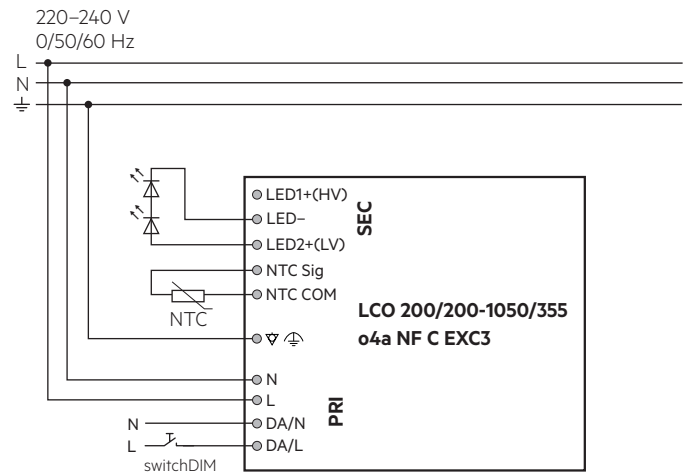 220–240 V
0/50/60 Hz
L
N
LED1+(HV)
LED–
LED2+(LV)
NTC Sig
NTC COM
NTC
SEC
LCO 200/200-1050/355
o4a NF C EXC3
N
L
PRI
N
DA/N
L
DA/L
switchDIM